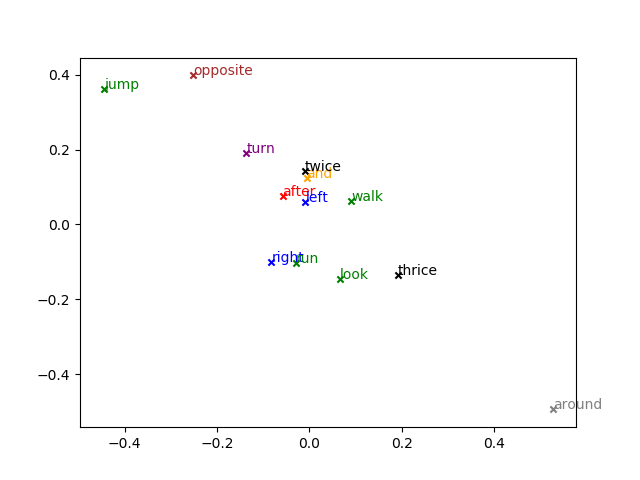 0.4
0.2
0.0
−0.2
−0.4
−0.4
−0.2
0.0
0.2
0.4
jump
opposite
turn
twice
and
after
left
walk
right
run
look
thrice
around